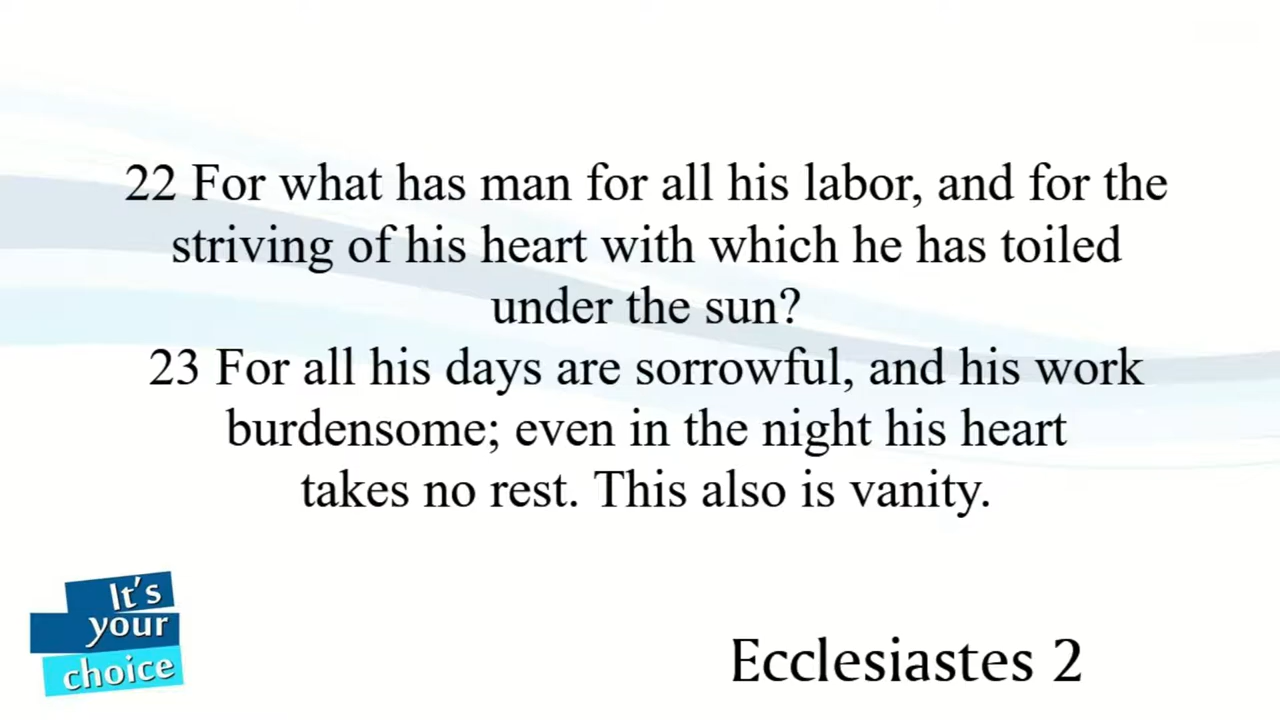 22 For what has man for all his labor, and for the
striving of his heart with which he has toiled
under the sun?
23 For all his days are sorrowful, and his work
burdensome; even in the night his heart
takes no rest. This also is vanity.
It's
your
choice
Ecclesiastes 2